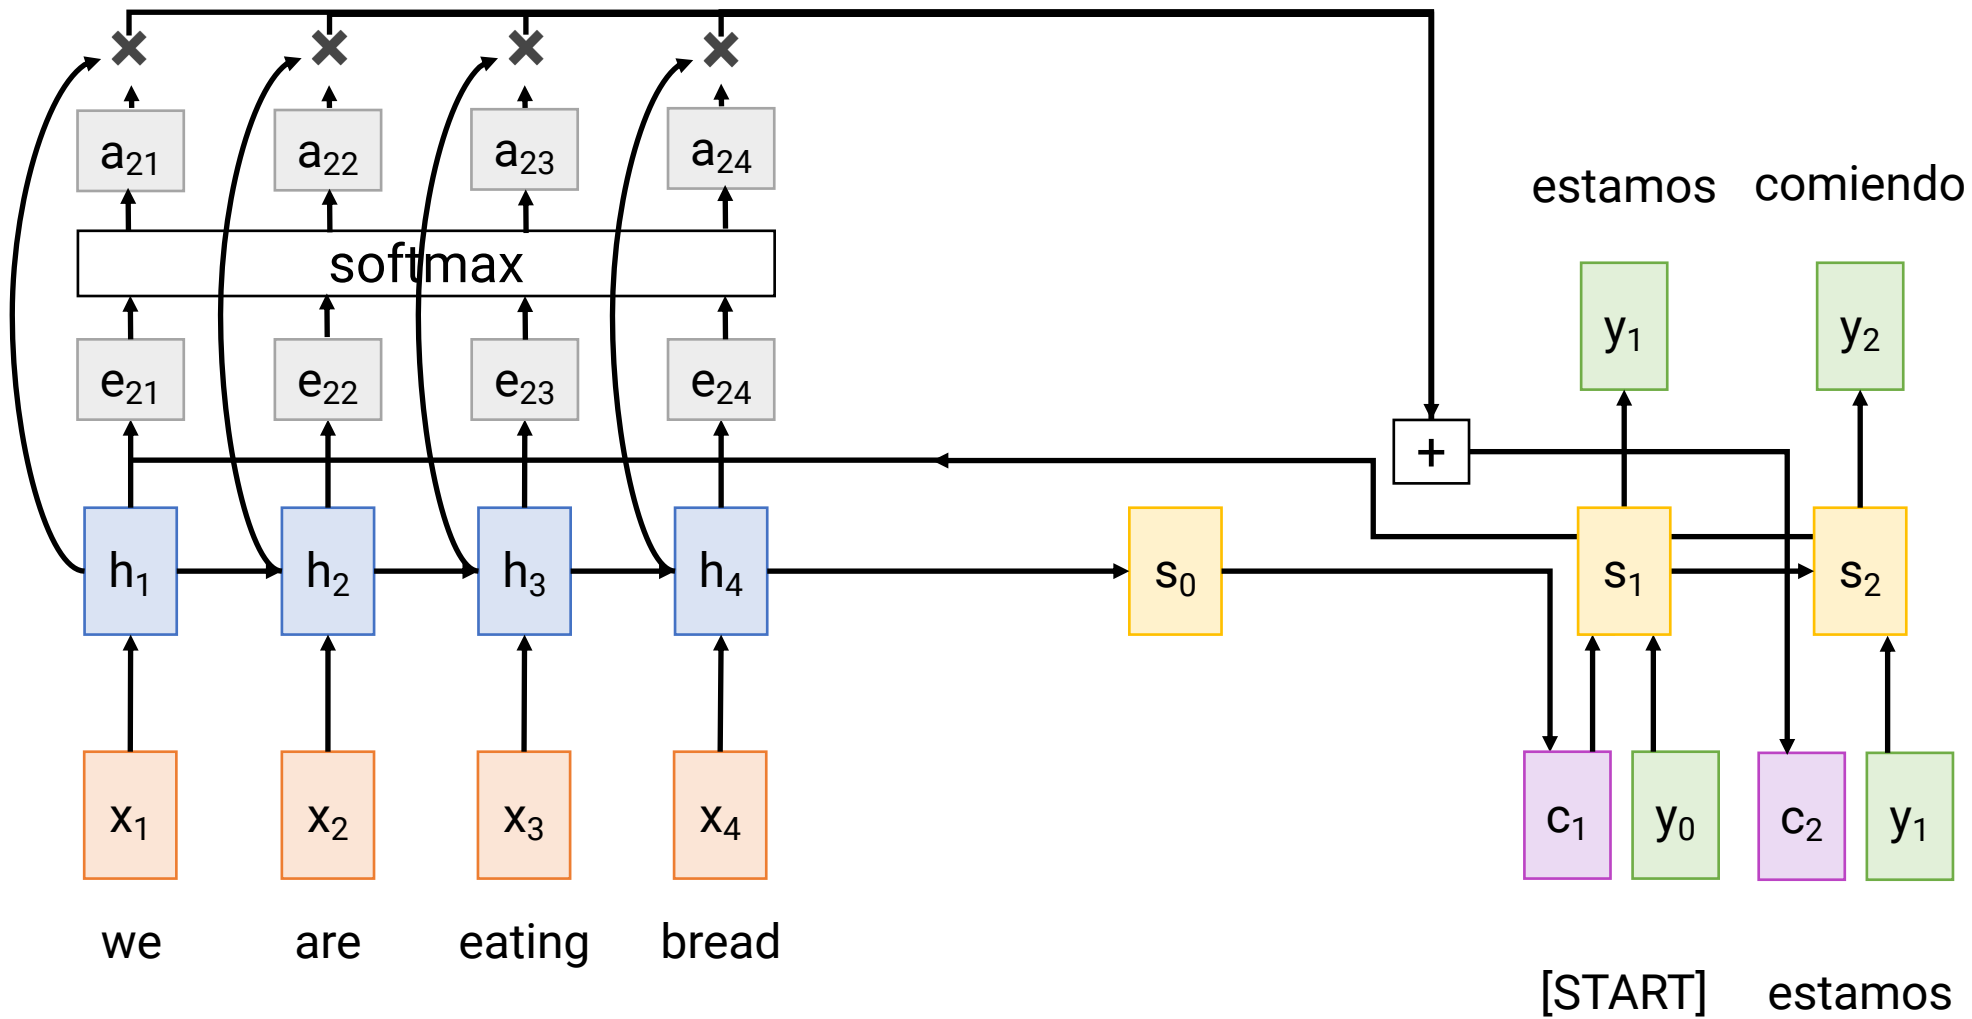 a21 a22 a23 a24
estamos comiendo
softmax
y1 y2
e21 e22 e23 e24
+
h1 h2 h3 h4 s0 s1 s2
x1 x2 x3 x4 c1 y0 c2 y1
we are eating bread
[START] estamos